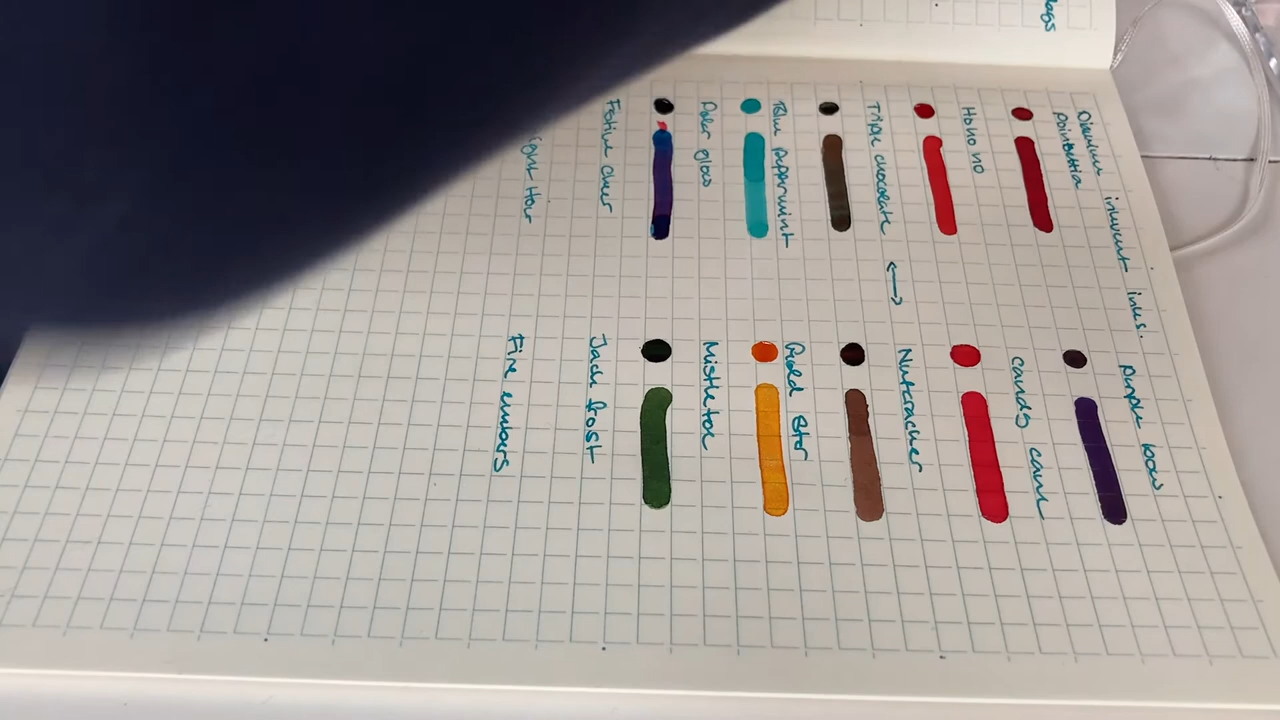 Diamine inkvent inks.
Poinsettia
Purple bow
Ho ho ho
candy cane
Triple chocolate ↔
Nutcracker
Blue peppermint
Gold Star
Polar glow
Mistletoe
Festive cheer
Jack frost
Fire embers